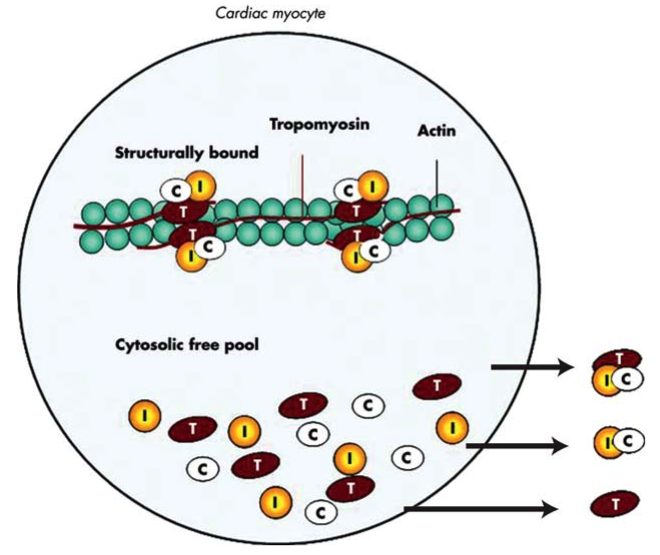 Cardiac myocyte
Tropomyosin
Actin
Structurally bound
C I C I
T T
T T
C C
I I
Cytosolic free pool
T
I C
T
T C
I T I C
I C
C T I C
T
I C T